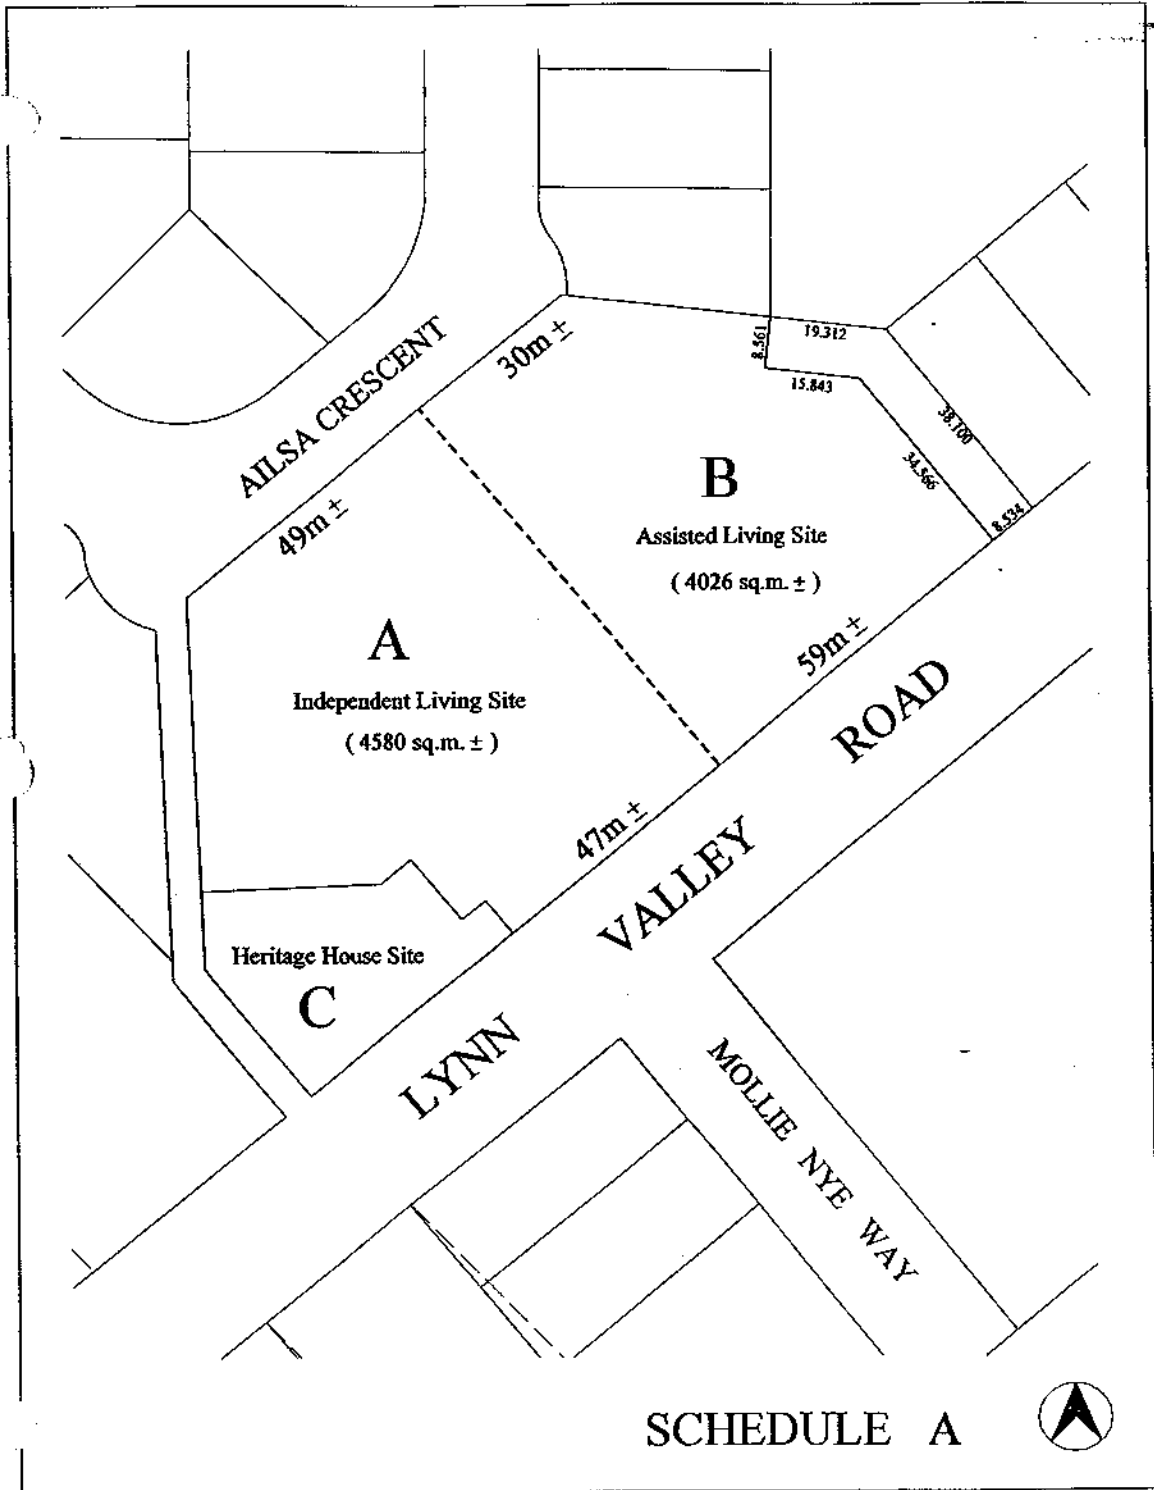 AILSA CRESCENT
30m ±
49m ±
8.561
19.312
15.843
38.100
34.566
8.534
B
Assisted Living Site
( 4026 sq.m. ± )
59m ±
A
Independent Living Site
( 4580 sq.m. ± )
47m ±
Heritage House Site
C
LYNN VALLEY ROAD
MOLLIE NYE WAY
SCHEDULE A